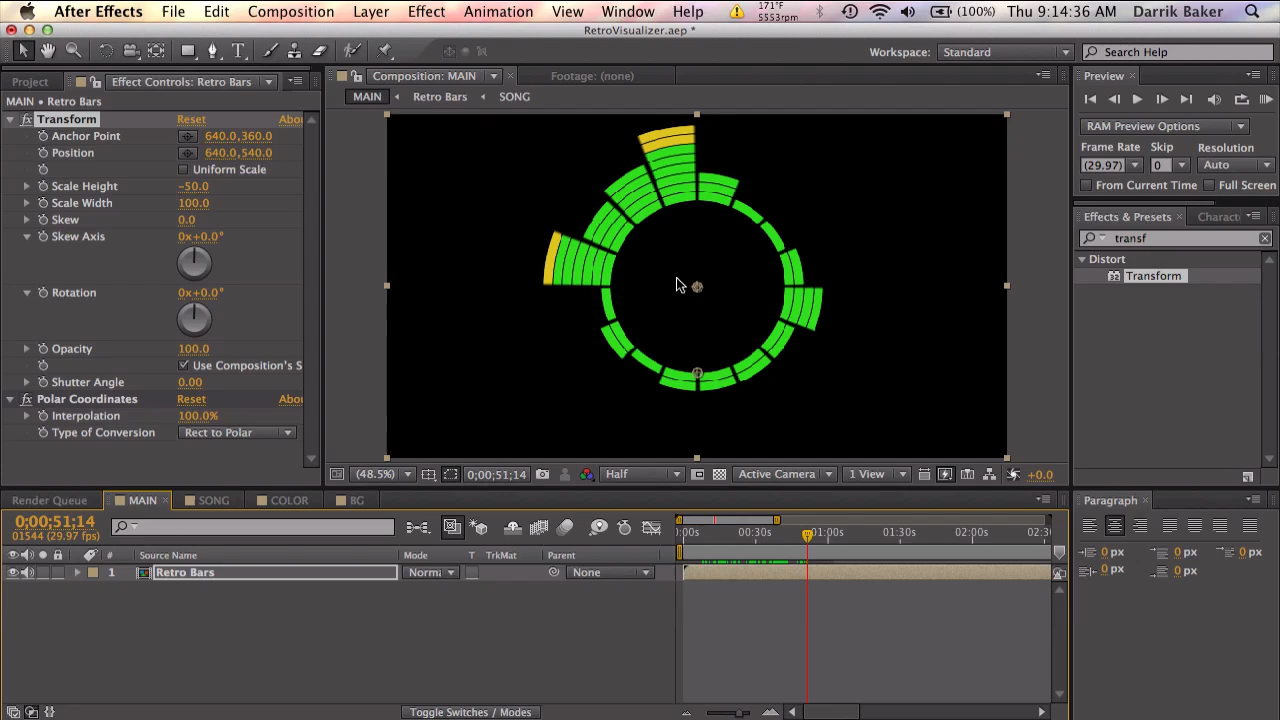 After Effects File Edit Composition Layer Effect Animation View Window Help 171°F 5553rpm (100%) Thu 9:14:36 AM Darrik Baker
RetroVisualizer.aep *
Workspace: Standard Search Help
Project Effect Controls: Retro Bars Composition: MAIN Footage: (none) Preview
MAIN • Retro Bars MAIN Retro Bars SONG
fx Transform Reset Abou
Anchor Point 640.0,360.0
Position 640.0,540.0
Uniform Scale
Scale Height -50.0
Scale Width 100.0
Skew 0.0
Skew Axis 0x+0.0°
Rotation 0x+0.0°
Opacity 100.0
Use Composition's S
Shutter Angle 0.00
fx Polar Coordinates Reset Abou
Interpolation 100.0%
Type of Conversion Rect to Polar
RAM Preview Options
Frame Rate Skip Resolution
(29.97) 0 Auto
From Current Time Full Screen
Effects & Presets Charact
transf
Distort
32 Transform
(48.5%) 0;00;51;14 Half Active Camera 1 View +0.0
Render Queue MAIN SONG COLOR BG
0;00;51;14
01544 (29.97 fps)
:00s 00:30s 01:00s 01:30s 02:00s 02:30
# Source Name Mode T TrkMat Parent
1 Retro Bars Norma None
Toggle Switches / Modes
Paragraph
0 px 0 px 0 px
0 px 0 px